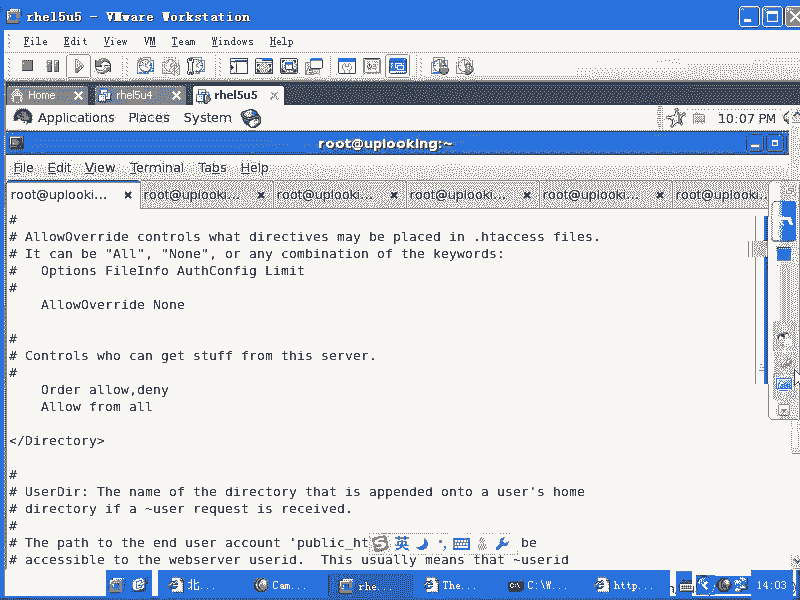 rhel5u5 - VMware Workstation
File Edit View VM Team Windows Help
Home rhel5u4 rhel5u5
Applications Places System 10:07 PM
root@uplooking:~
File Edit View Terminal Tabs Help
root@uplooki... root@uplooki... root@uplooki... root@uplooki... root@uplooki... root@uplooki..
#
# AllowOverride controls what directives may be placed in .htaccess files.
# It can be "All", "None", or any combination of the keywords:
#   Options FileInfo AuthConfig Limit
#
    AllowOverride None
#
# Controls who can get stuff from this server.
#
    Order allow,deny
    Allow from all
</Directory>
#
# UserDir: The name of the directory that is appended onto a user's home
# directory if a ~user request is received.
#
# The path to the end user account 'public_ht 英 be
# accessible to the webserver userid.  This usually means that ~userid
北... Cam... rhe... The... C:\W... http... 14:03